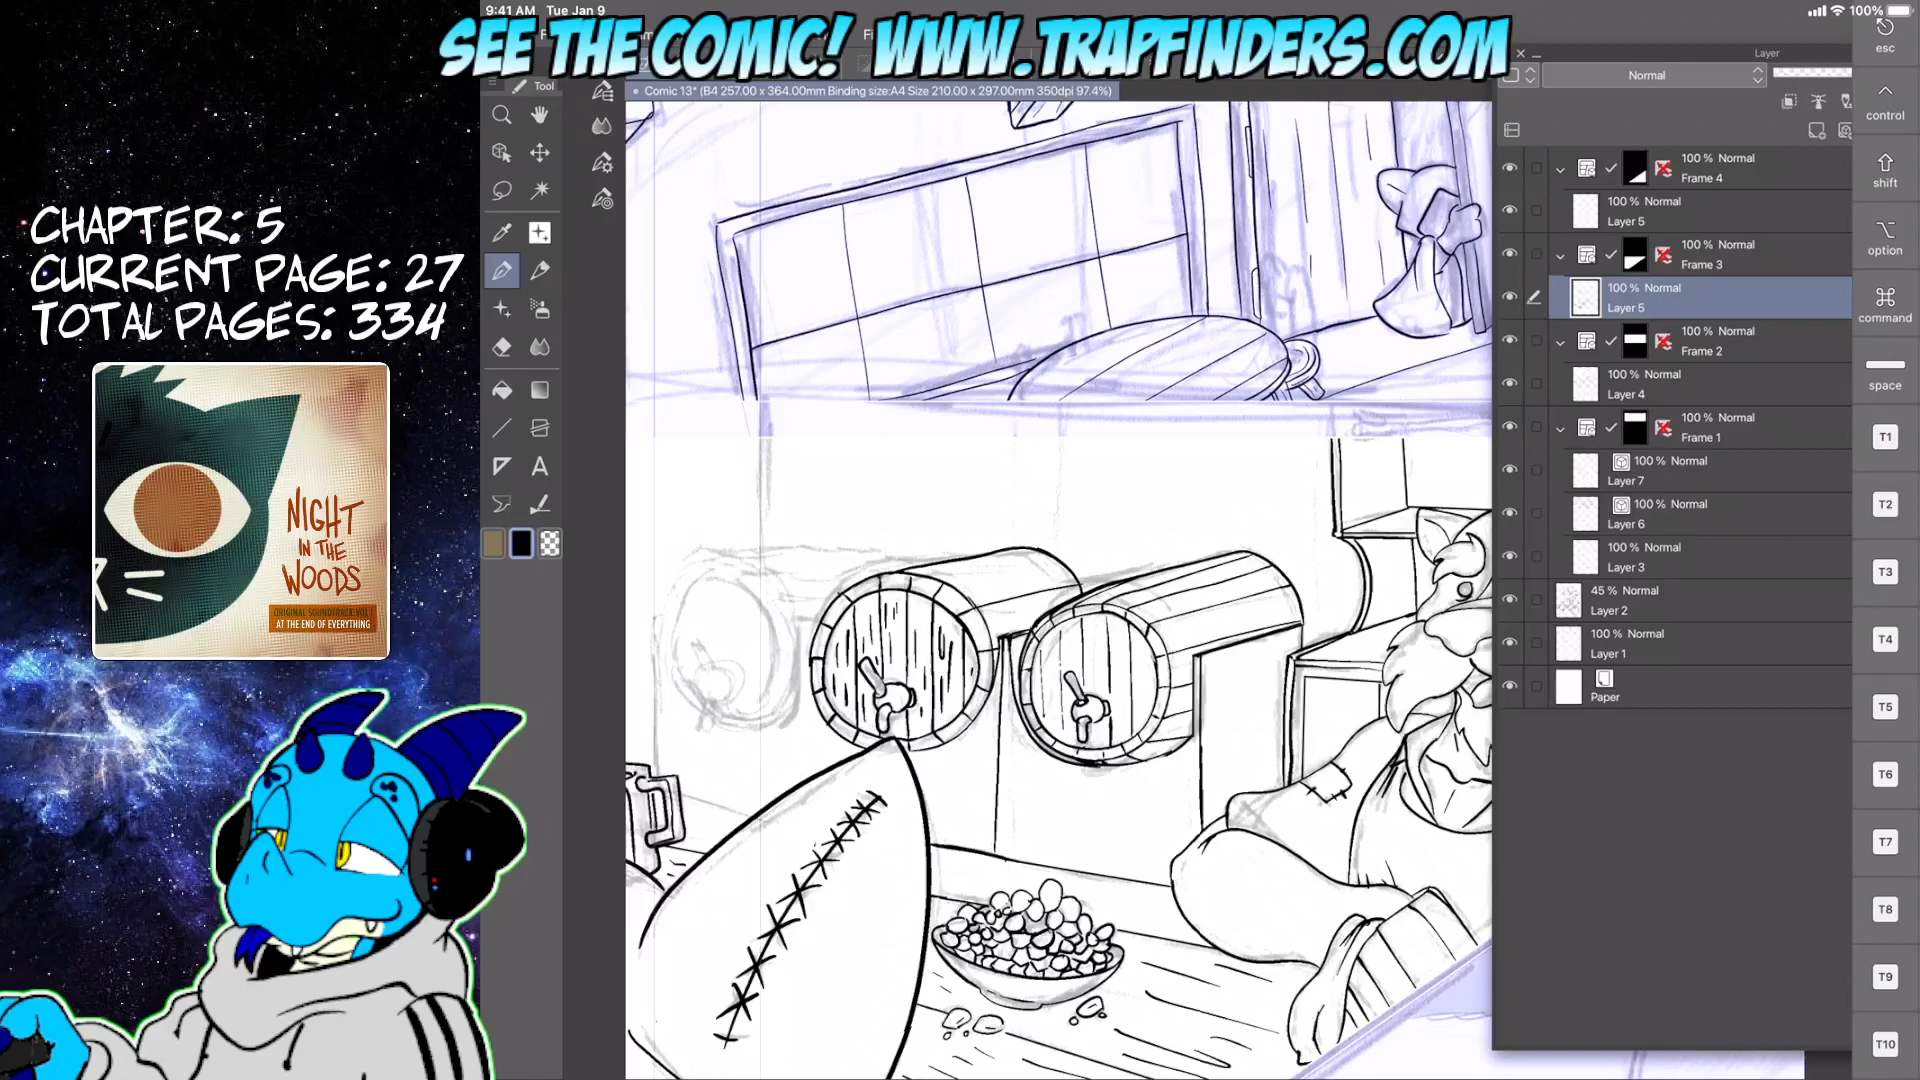 9:41 AM Tue Jan 9
100%
SEE THE COMIC! WWW.TRAPFINDERS.COM
CHAPTER: 5
CURRENT PAGE: 27
TOTAL PAGES: 334
NIGHT
IN THE
WOODS
ORIGINAL SOUNDTRACK VOL 1
AT THE END OF EVERYTHING
Tool
Comic 13* (B4 257.00 x 364.00mm Binding size:A4 Size 210.00 x 297.00mm 350dpi 97.4%)
Layer
Normal
100 % Normal
Frame 4
100 % Normal
Layer 5
100 % Normal
Frame 3
100 % Normal
Layer 5
100 % Normal
Frame 2
100 % Normal
Layer 4
100 % Normal
Frame 1
100 % Normal
Layer 7
100 % Normal
Layer 6
100 % Normal
Layer 3
45 % Normal
Layer 2
100 % Normal
Layer 1
Paper
esc
control
shift
option
command
space
T1
T2
T3
T4
T5
T6
T7
T8
T9
T10